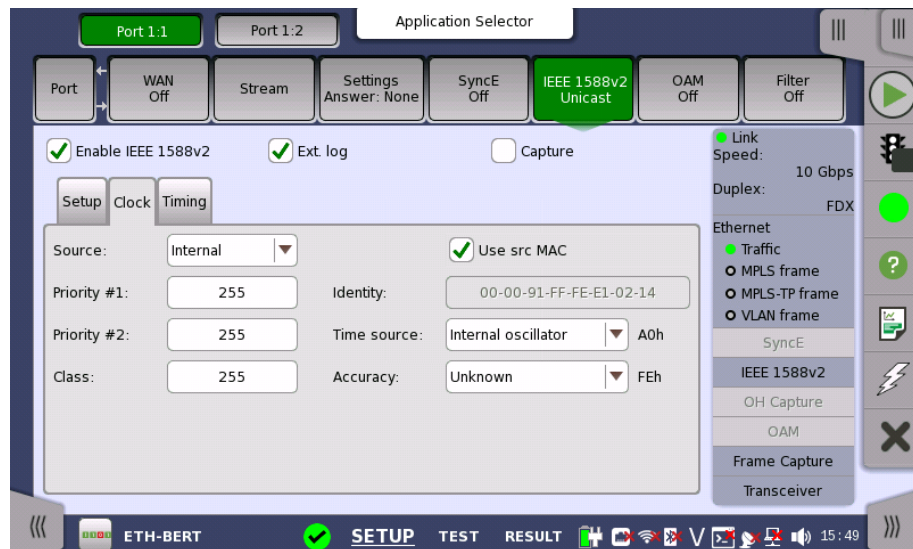 Application Selector
Port 1:1
Port 1:2
Port
WAN
Off
Stream
Settings
Answer: None
SyncE
Off
IEEE 1588v2
Unicast
OAM
Off
Filter
Off
Enable IEEE 1588v2
Ext. log
Capture
Setup
Clock
Timing
Source:
Internal
Use src MAC
Priority #1:
255
Identity:
00-00-91-FF-FE-E1-02-14
Priority #2:
255
Time source:
Internal oscillator
A0h
Class:
255
Accuracy:
Unknown
FEh
Link
Speed:
10 Gbps
Duplex:
FDX
Ethernet
Traffic
MPLS frame
MPLS-TP frame
VLAN frame
SyncE
IEEE 1588v2
OH Capture
OAM
Frame Capture
Transceiver
ETH-BERT
SETUP
TEST
RESULT
15:49